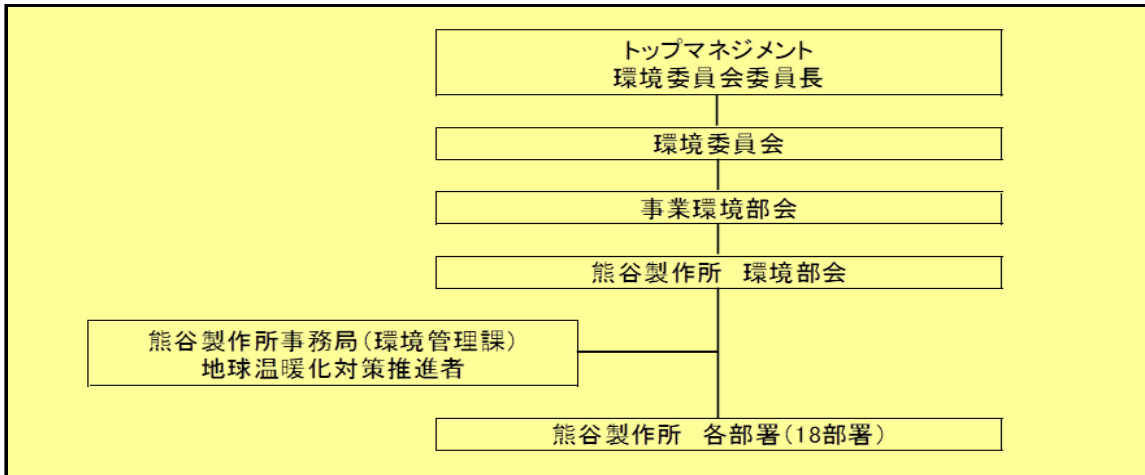 トップマネジメント
環境委員会委員長
環境委員会
事業環境部会
熊谷製作所　環境部会
熊谷製作所事務局(環境管理課)
地球温暖化対策推進者
熊谷製作所　各部署(18部署)